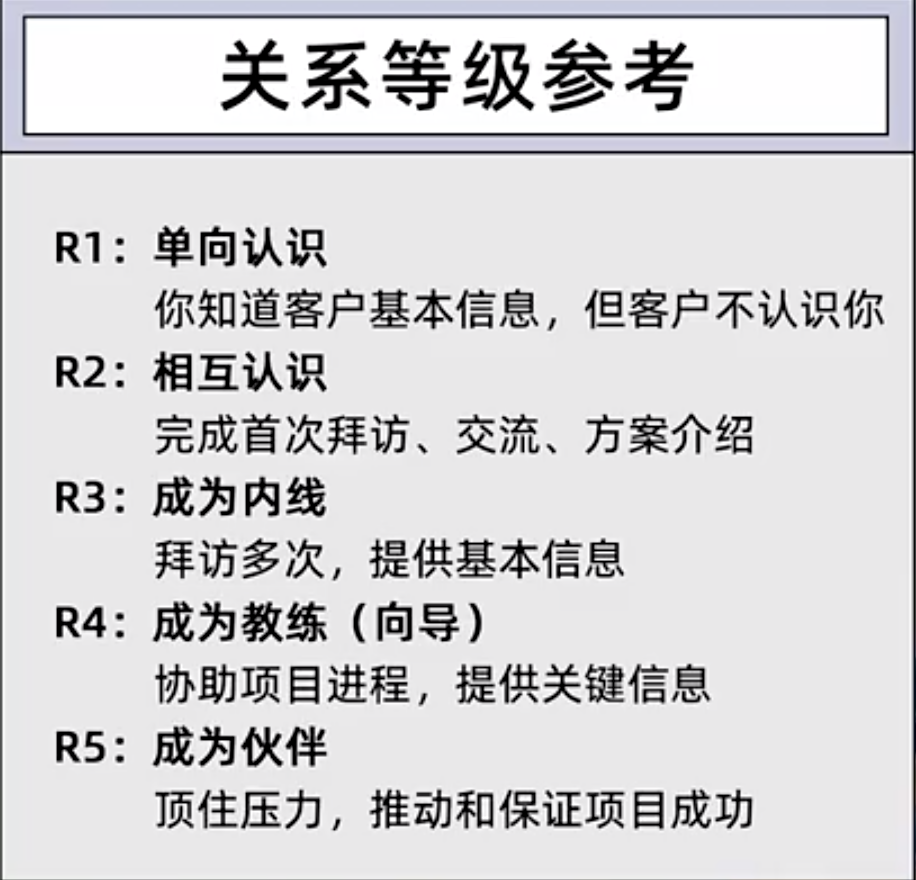 关系等级参考
R1：单向认识
你知道客户基本信息，但客户不认识你
R2：相互认识
完成首次拜访、交流、方案介绍
R3：成为内线
拜访多次，提供基本信息
R4：成为教练（向导）
协助项目进程，提供关键信息
R5：成为伙伴
顶住压力，推动和保证项目成功